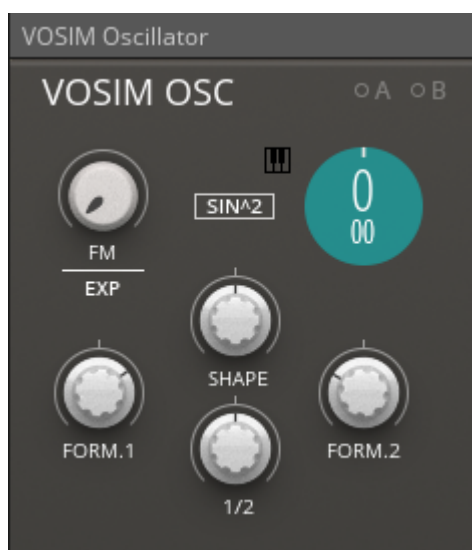 VOSIM Oscillator
VOSIM OSC
A B
SIN^2
0
00
FM
EXP
SHAPE
FORM.1
FORM.2
1/2